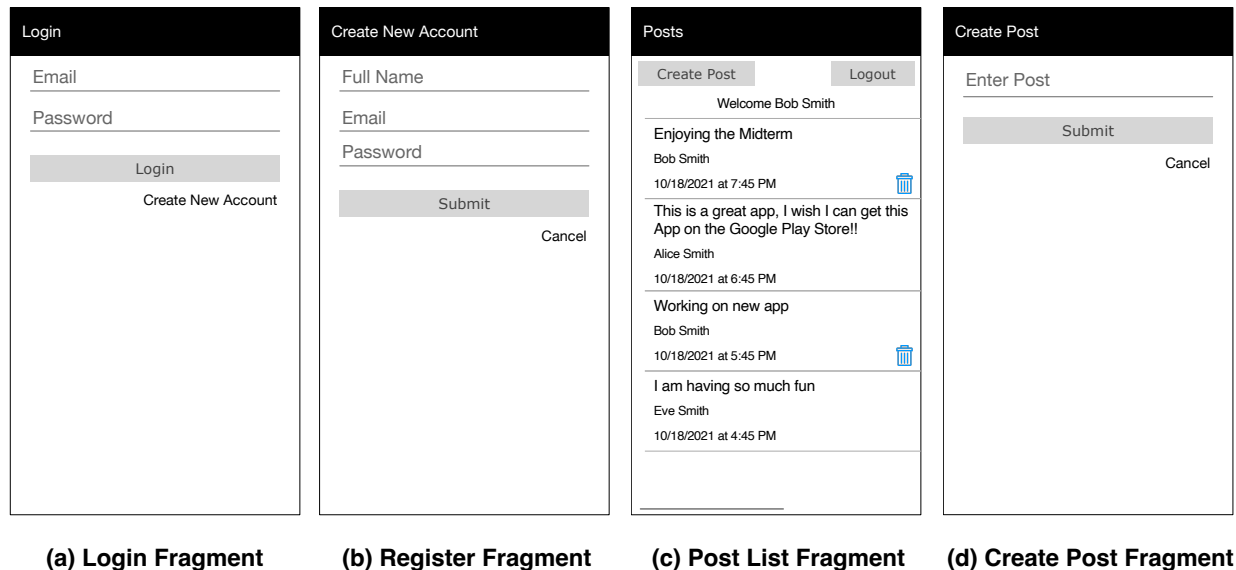 Login
Email
Password
Login
Create New Account
(a) Login Fragment
Create New Account
Full Name
Email
Password
Submit
Cancel
(b) Register Fragment
Posts
Create Post
Logout
Welcome Bob Smith
Enjoying the Midterm
Bob Smith
10/18/2021 at 7:45 PM
This is a great app, I wish I can get this
App on the Google Play Store!!
Alice Smith
10/18/2021 at 6:45 PM
Working on new app
Bob Smith
10/18/2021 at 5:45 PM
I am having so much fun
Eve Smith
10/18/2021 at 4:45 PM
(c) Post List Fragment
Create Post
Enter Post
Submit
Cancel
(d) Create Post Fragment